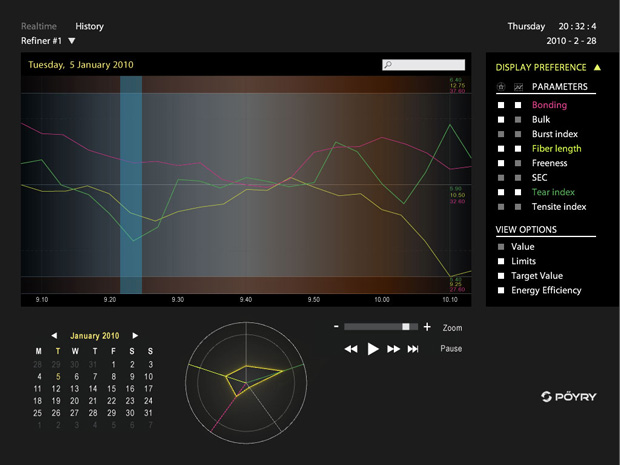 Realtime History
Thursday 20 : 32 : 4
Refiner #1
2010 - 2 - 28
Tuesday, 5 January 2010
DISPLAY PREFERENCE
PARAMETERS
Bonding
Bulk
Burst index
Fiber length
Freeness
SEC
Tear index
Tensite index
VIEW OPTIONS
Value
Limits
Target Value
Energy Efficiency
6.40
12.75
37.60
5.90
10.50
32.60
5.40
9.25
27.60
9.10 9.20 9.30 9.40 9.50 10.00 10.10
January 2010
M T W T F S S
28 29 30 31 1 2 3
4 5 6 7 8 9 10
11 12 13 14 15 16 17
18 19 20 21 22 23 24
25 26 27 28 29 30 31
1 2 3 4 5 6 7
- + Zoom
Pause
PÖYRY